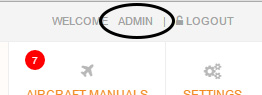 WELCOME ADMIN | LOGOUT
7
AIRCRAFT MANUALS SETTINGS